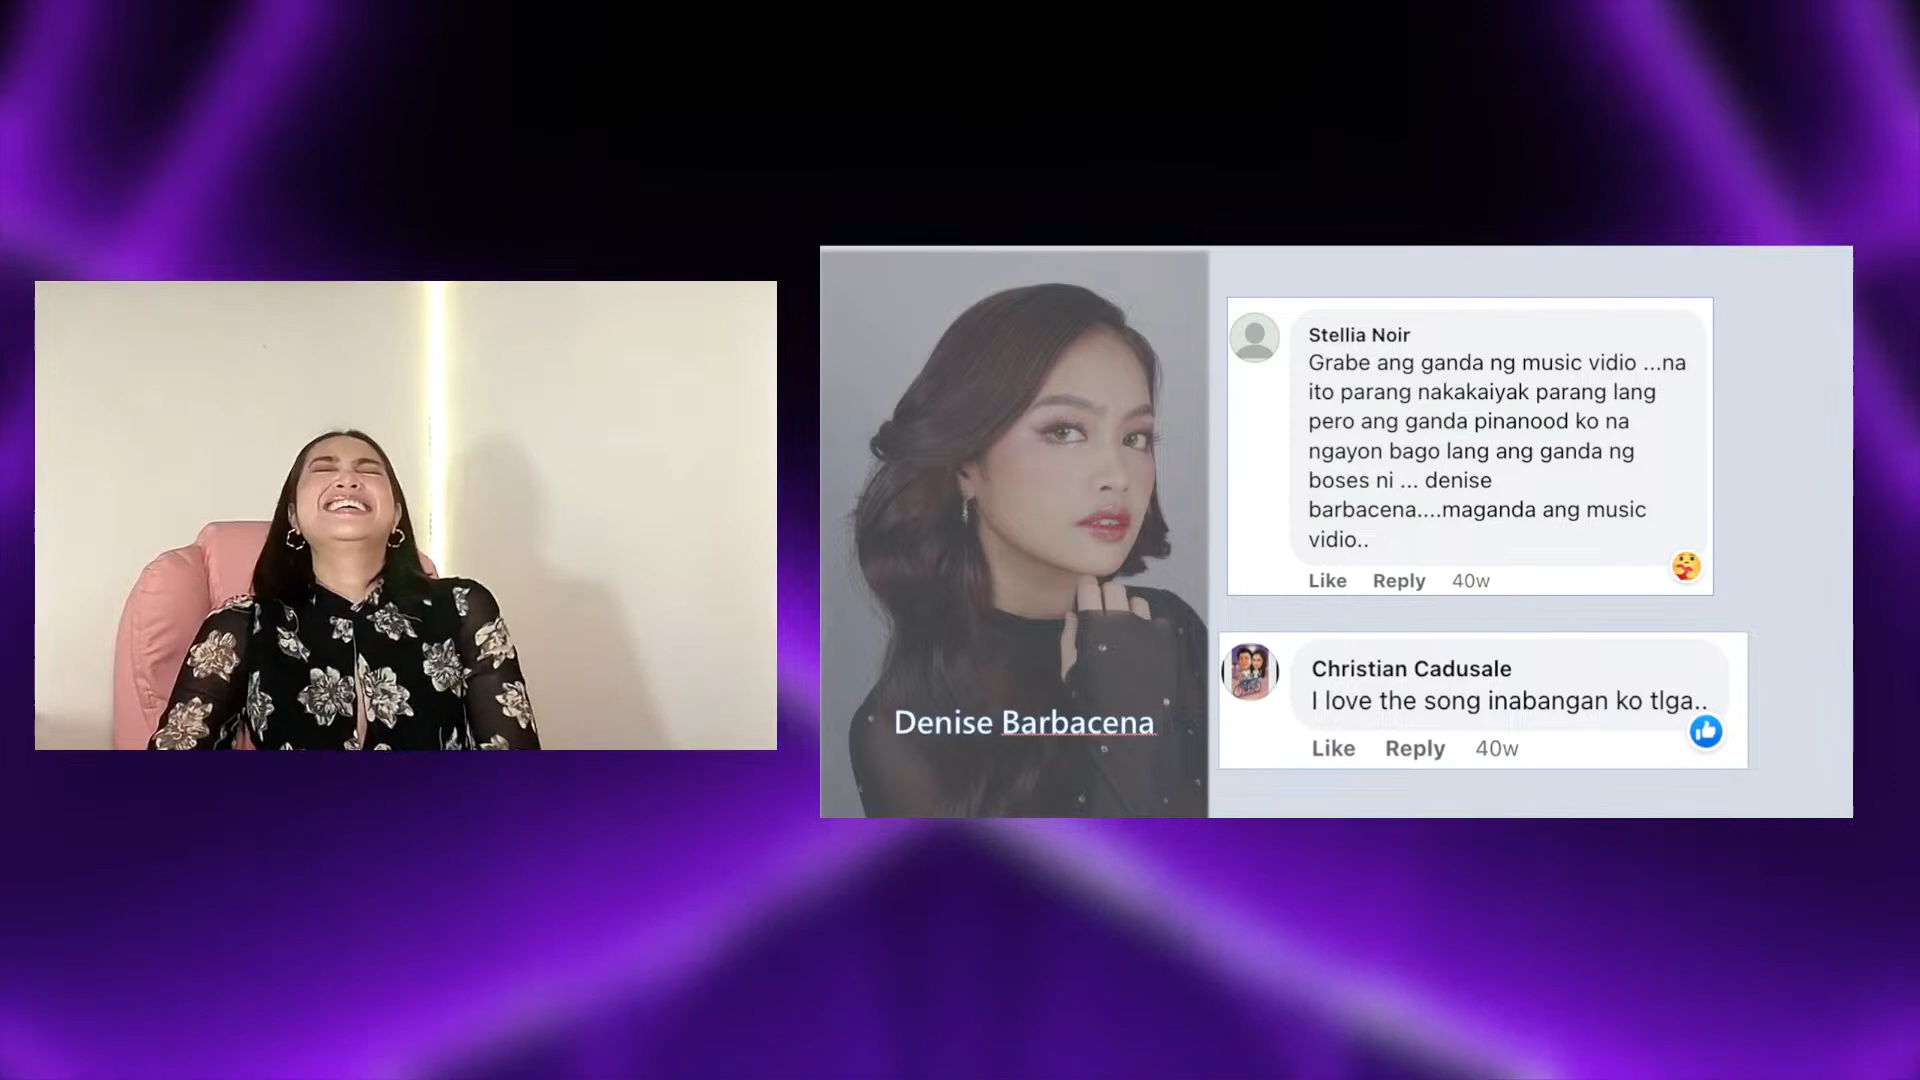 Denise Barbacena
Stellia Noir
Grabe ang ganda ng music vidio ...na
ito parang nakakaiyak parang lang
pero ang ganda pinanood ko na
ngayon bago lang ang ganda ng
boses ni ... denise
barbacena....maganda ang music
vidio..
Like Reply 40w
Christian Cadusale
I love the song inabangan ko tlga..
Like Reply 40w